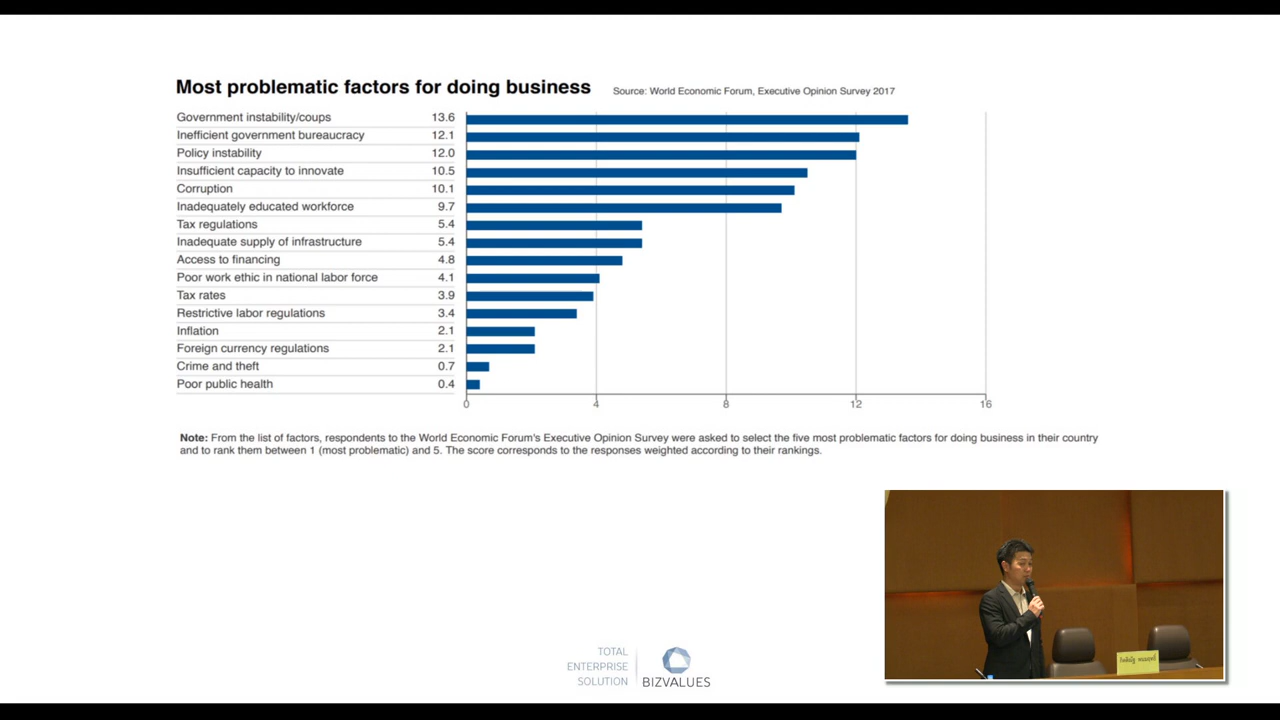 Most problematic factors for doing business Source: World Economic Forum, Executive Opinion Survey 2017
Government instability/coups 13.6
Inefficient government bureaucracy 12.1
Policy instability 12.0
Insufficient capacity to innovate 10.5
Corruption 10.1
Inadequately educated workforce 9.7
Tax regulations 5.4
Inadequate supply of infrastructure 5.4
Access to financing 4.8
Poor work ethic in national labor force 4.1
Tax rates 3.9
Restrictive labor regulations 3.4
Inflation 2.1
Foreign currency regulations 2.1
Crime and theft 0.7
Poor public health 0.4
0 4 8 12 16
Note: From the list of factors, respondents to the World Economic Forum's Executive Opinion Survey were asked to select the five most problematic factors for doing business in their country
and to rank them between 1 (most problematic) and 5. The score corresponds to the responses weighted according to their rankings.
TOTAL
ENTERPRISE
SOLUTION
BIZVALUES